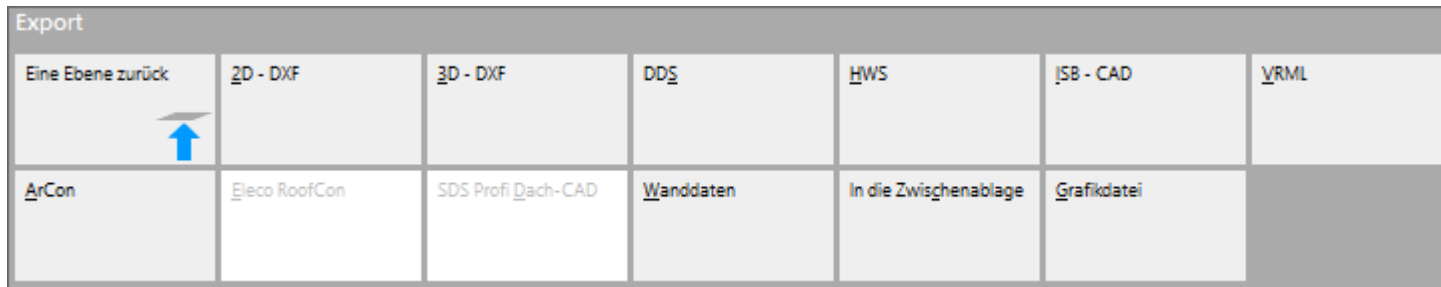 Export
Eine Ebene zurück
2D - DXF
3D - DXF
DDS
HWS
ISB - CAD
VRML
ArCon
Eleco RoofCon
SDS Profi Dach-CAD
Wanddaten
In die Zwischenablage
Grafikdatei